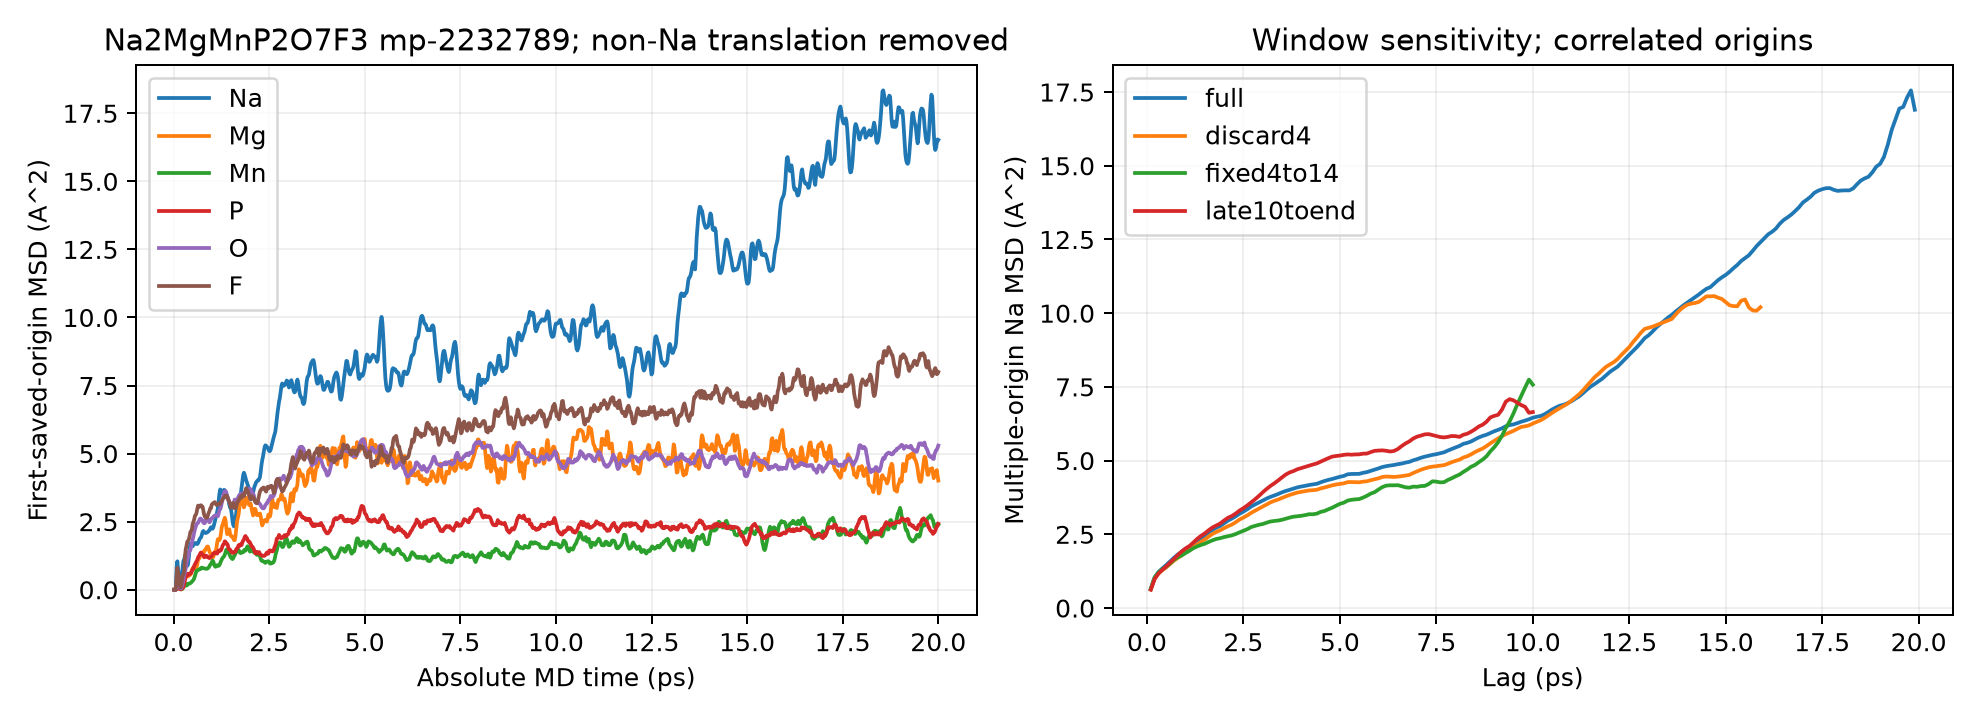 Na2MgMnP2O7F3 mp-2232789; non-Na translation removed
First-saved-origin MSD (A^2)
17.5
15.0
12.5
10.0
7.5
5.0
2.5
0.0
Na
Mg
Mn
P
O
F
0.0 2.5 5.0 7.5 10.0 12.5 15.0 17.5 20.0
Absolute MD time (ps)
Window sensitivity; correlated origins
Multiple-origin Na MSD (A^2)
17.5
15.0
12.5
10.0
7.5
5.0
2.5
0.0
full
discard4
fixed4to14
late10toend
0.0 2.5 5.0 7.5 10.0 12.5 15.0 17.5 20.0
Lag (ps)